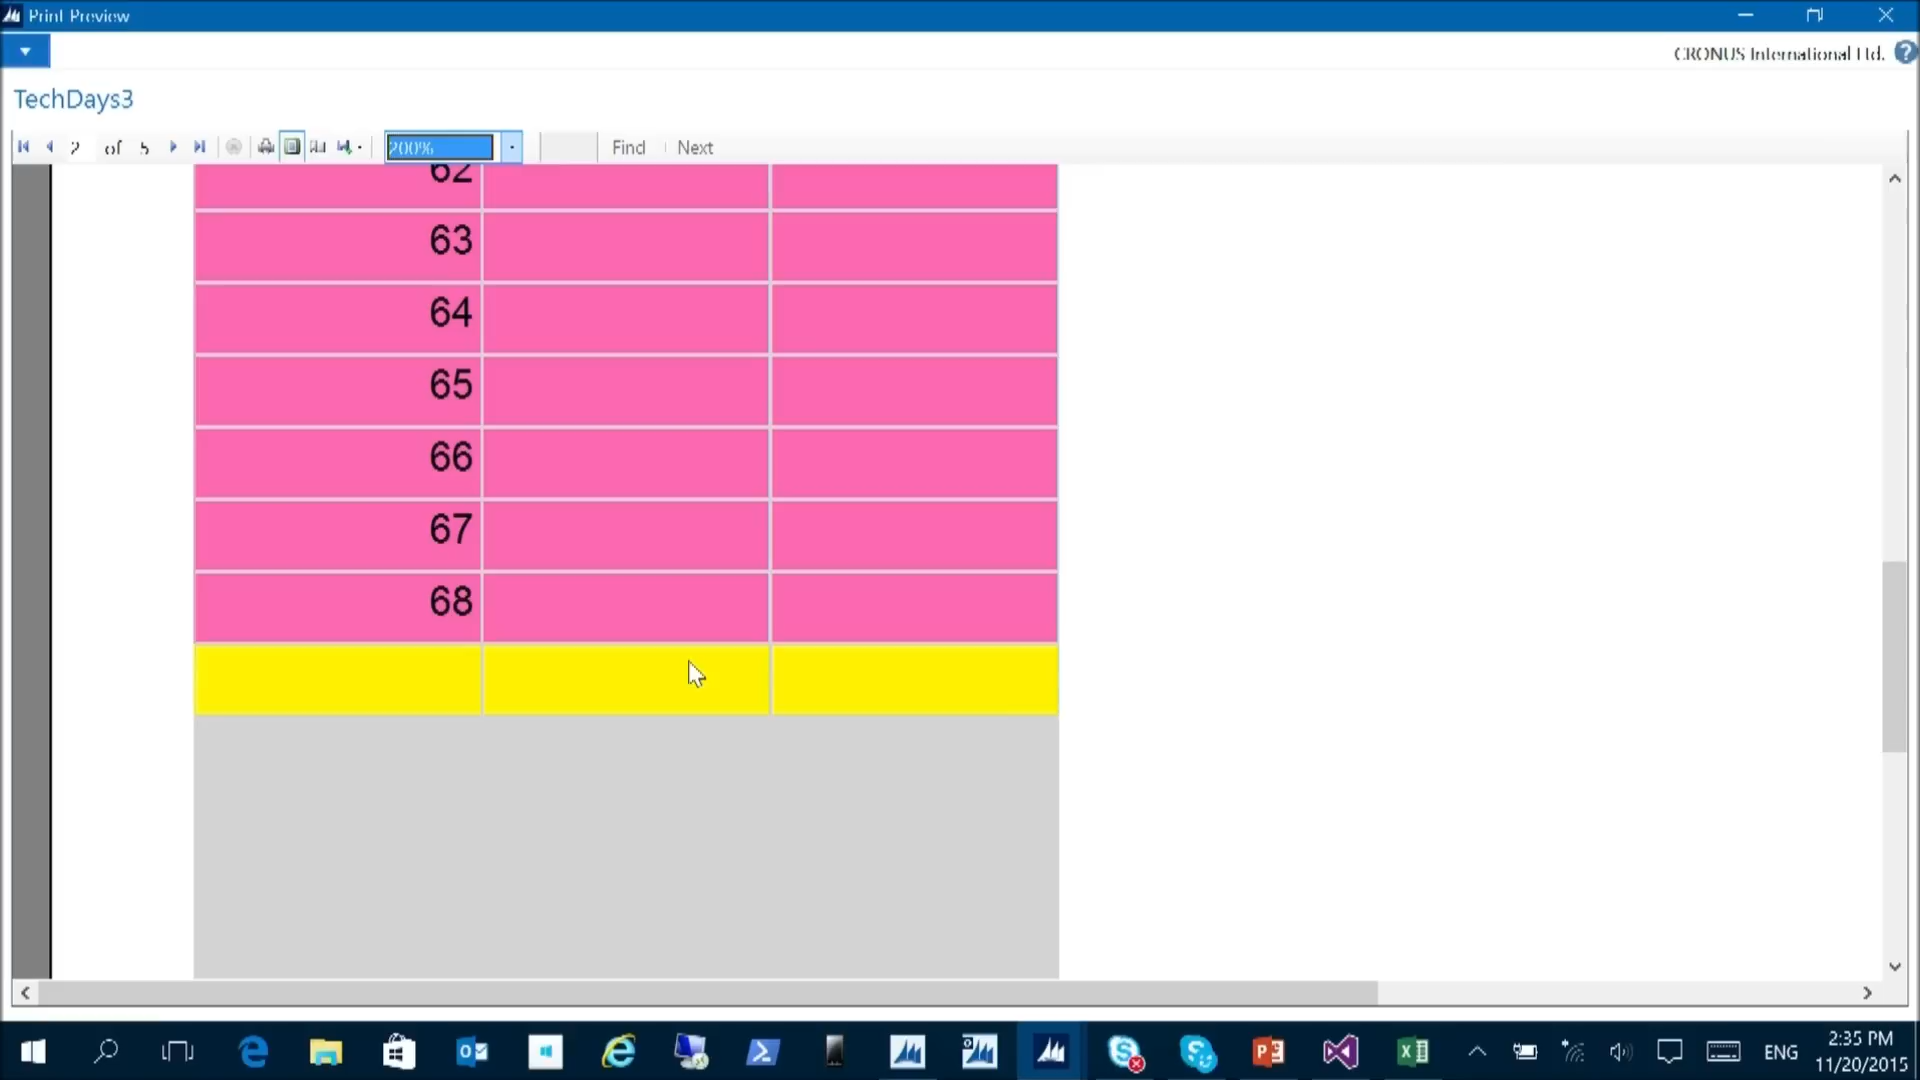 Print Preview
CRONUS International Ltd.
TechDays3
2 of 5 200% Find Next
62
63
64
65
66
67
68
ENG
2:35 PM
11/20/2015